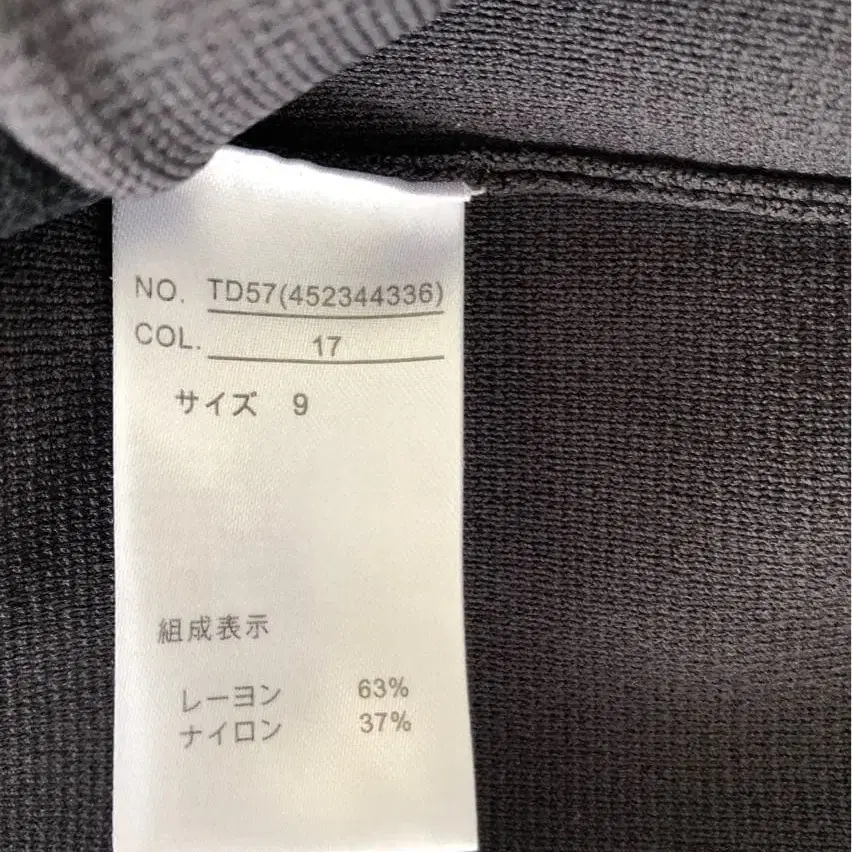 NO. TD57(452344336)
COL. 17
サイズ 9
組成表示
レーヨン 63%
ナイロン 37%